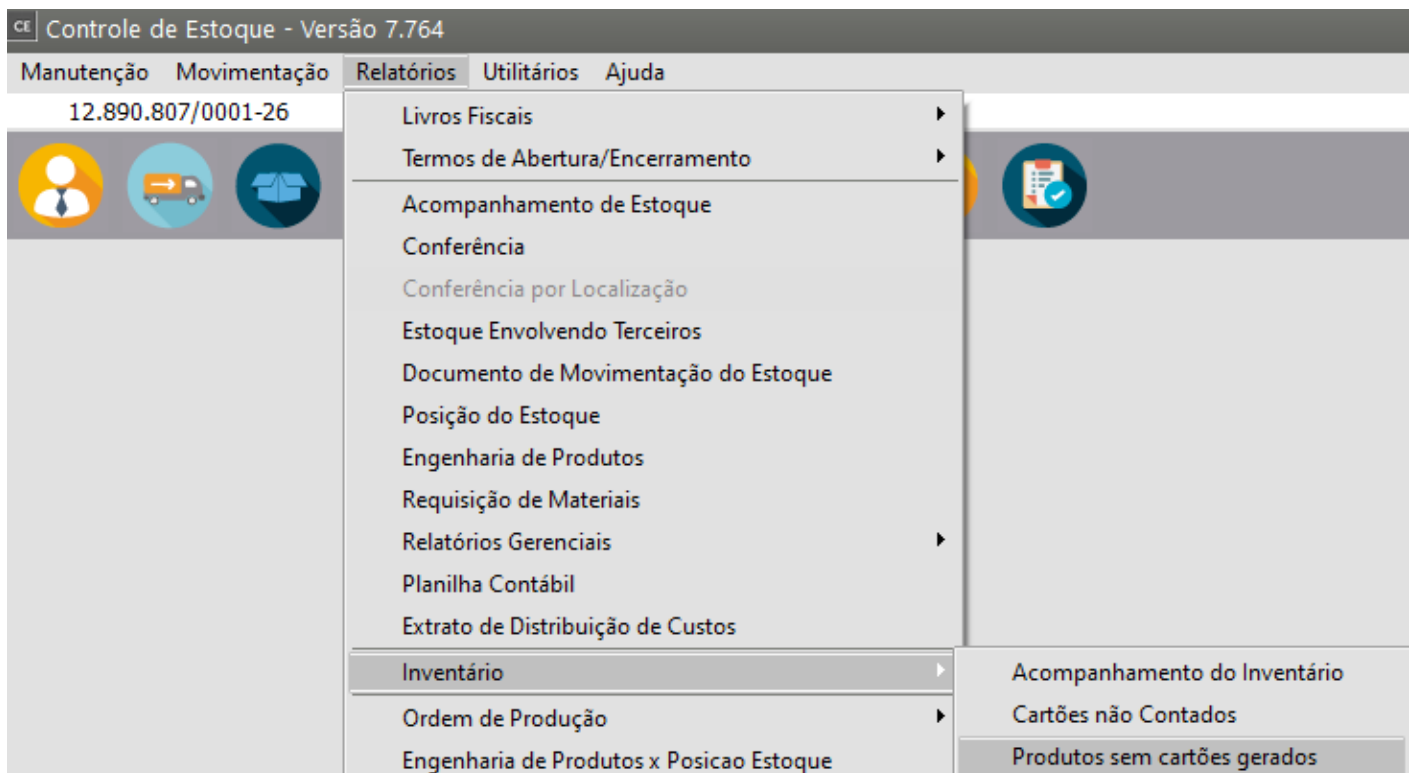 CE Controle de Estoque - Versão 7.764
Manutenção Movimentação Relatórios Utilitários Ajuda
12.890.807/0001-26
Livros Fiscais
Termos de Abertura/Encerramento
Acompanhamento de Estoque
Conferência
Conferência por Localização
Estoque Envolvendo Terceiros
Documento de Movimentação do Estoque
Posição do Estoque
Engenharia de Produtos
Requisição de Materiais
Relatórios Gerenciais
Planilha Contábil
Extrato de Distribuição de Custos
Inventário
Acompanhamento do Inventário
Ordem de Produção
Cartões não Contados
Engenharia de Produtos x Posicao Estoque
Produtos sem cartões gerados